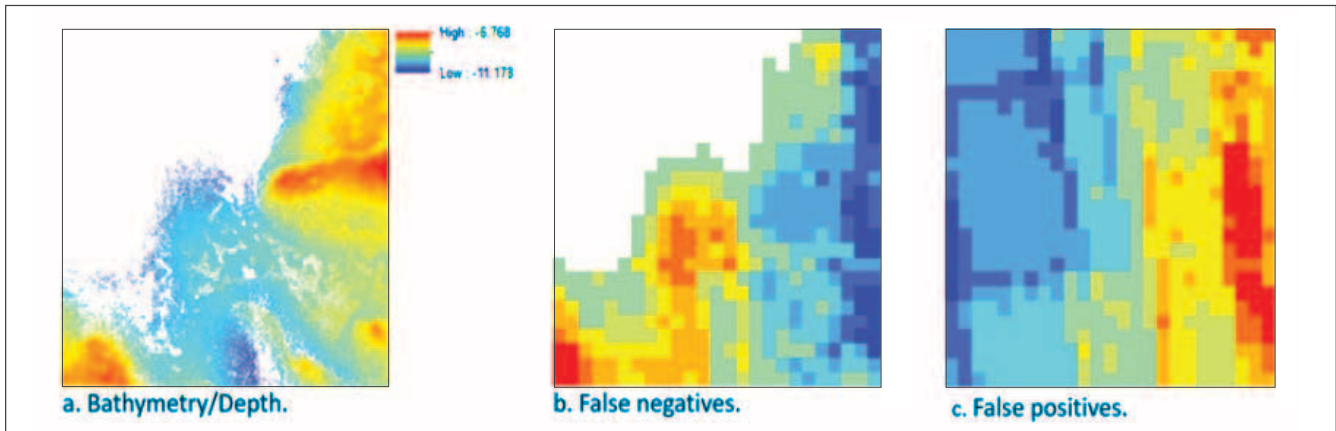 High : -6.768
Low : -11.173
a. Bathymetry/Depth.
b. False negatives.
c. False positives.